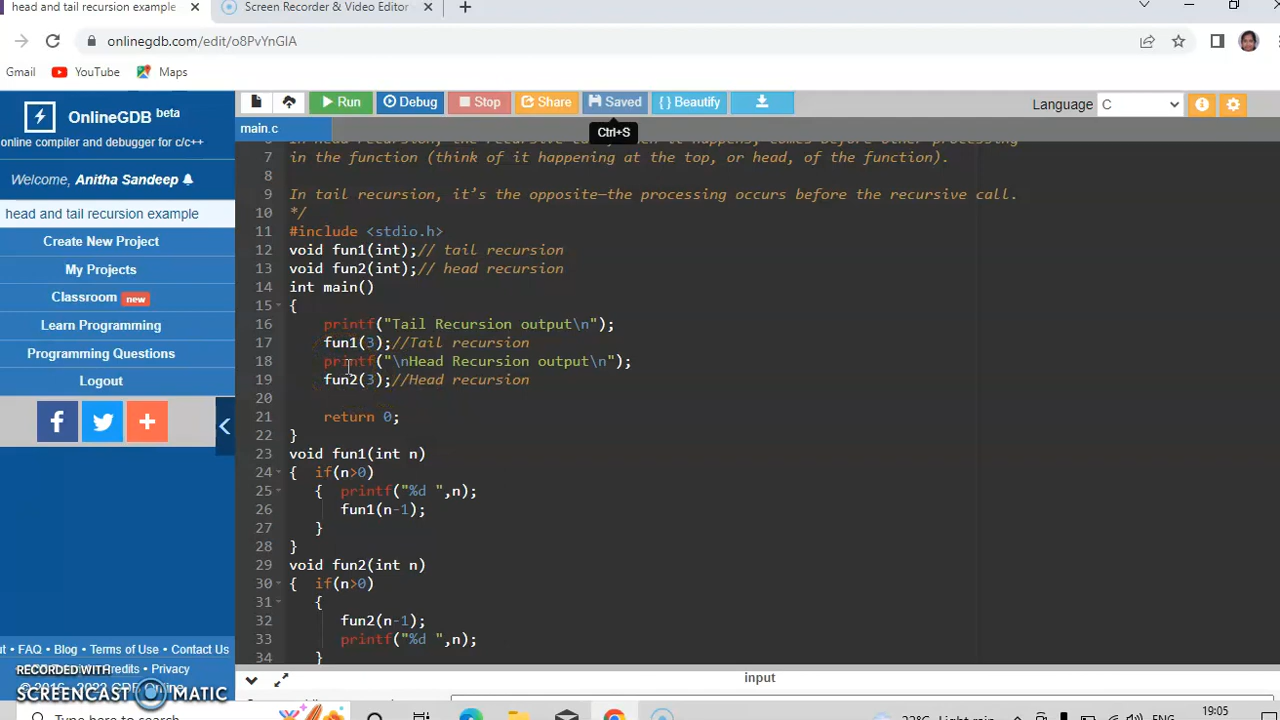 head and tail recursion example
Screen Recorder & Video Editor
onlinegdb.com/edit/o8PvYnGIA
Gmail YouTube Maps
OnlineGDB beta
online compiler and debugger for c/c++
Welcome, Anitha Sandeep
head and tail recursion example
Create New Project
My Projects
Classroom new
Learn Programming
Programming Questions
Logout
FAQ • Blog • Terms of Use • Contact Us
Credits • Privacy
RECORDED WITH
SCREENCAST MATIC
Run Debug Stop Share Saved { } Beautify
Language C
Ctrl+S
main.c
7 in the function (think of it happening at the top, or head, of the function).
8
9 In tail recursion, it’s the opposite—the processing occurs before the recursive call.
10 */
11 #include <stdio.h>
12 void fun1(int);// tail recursion
13 void fun2(int);// head recursion
14 int main()
15 {
16 printf("Tail Recursion output\n");
17 fun1(3);//Tail recursion
18 printf("\nHead Recursion output\n");
19 fun2(3);//Head recursion
20
21 return 0;
22 }
23 void fun1(int n)
24 { if(n>0)
25 { printf("%d ",n);
26 fun1(n-1);
27 }
28 }
29 void fun2(int n)
30 { if(n>0)
31 {
32 fun2(n-1);
33 printf("%d ",n);
34 }
input
Type here to search
19:05